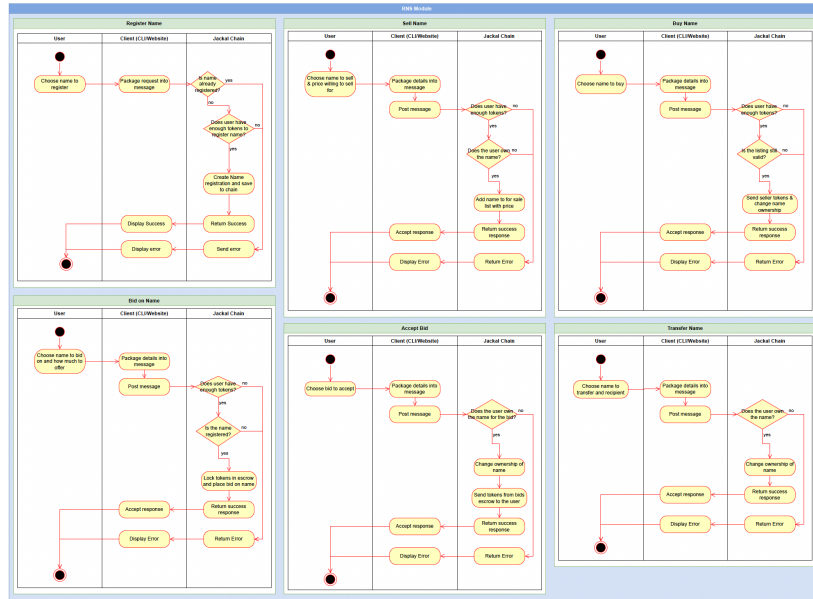 RNS Module
Register Name
User
Client (CLI/Website)
Jackal Chain
Choose name to
register
Package request into
message
Is name
already
registered?
yes
no
Does user have
enough tokens to
register name?
no
yes
Create Name
registration and save
to chain
Display Success
Return Success
Display error
Send error
Sell Name
User
Client (CLI/Website)
Jackal Chain
Choose name to sell
& price willing to sell
for
Package details into
message
Post message
Does user have
enough tokens?
no
yes
Does the user own
the name?
no
yes
Add name to for sale
list with price
Accept response
Return success
response
Display Error
Return Error
Buy Name
User
Client (CLI/Website)
Jackal Chain
Choose name to buy
Package details into
message
Post message
Does user have
enough tokens?
no
yes
Is the listing still
valid?
no
yes
Send seller tokens &
change name
ownership
Accept response
Return success
response
Display Error
Return Error
Bid on Name
User
Client (CLI/Website)
Jackal Chain
Choose name to bid
on and how much to
offer
Package details into
message
Post message
Does user have
enough tokens?
no
yes
Is the name
registered?
no
yes
Lock tokens in escrow
and place bid on name
Accept response
Return success
response
Display Error
Return Error
Accept Bid
User
Client (CLI/Website)
Jackal Chain
Choose bid to accept
Package details into
message
Post message
Does the user own
the name for the bid?
no
yes
Change ownership of
name
Send tokens from bids
escrow to the user
Accept response
Return success
response
Display Error
Return Error
Transfer Name
User
Client (CLI/Website)
Jackal Chain
Choose name to
transfer and recipient
Package details into
message
Post message
Does the user own
the name?
no
yes
Change ownership of
name
Accept response
Return success
response
Display Error
Return Error